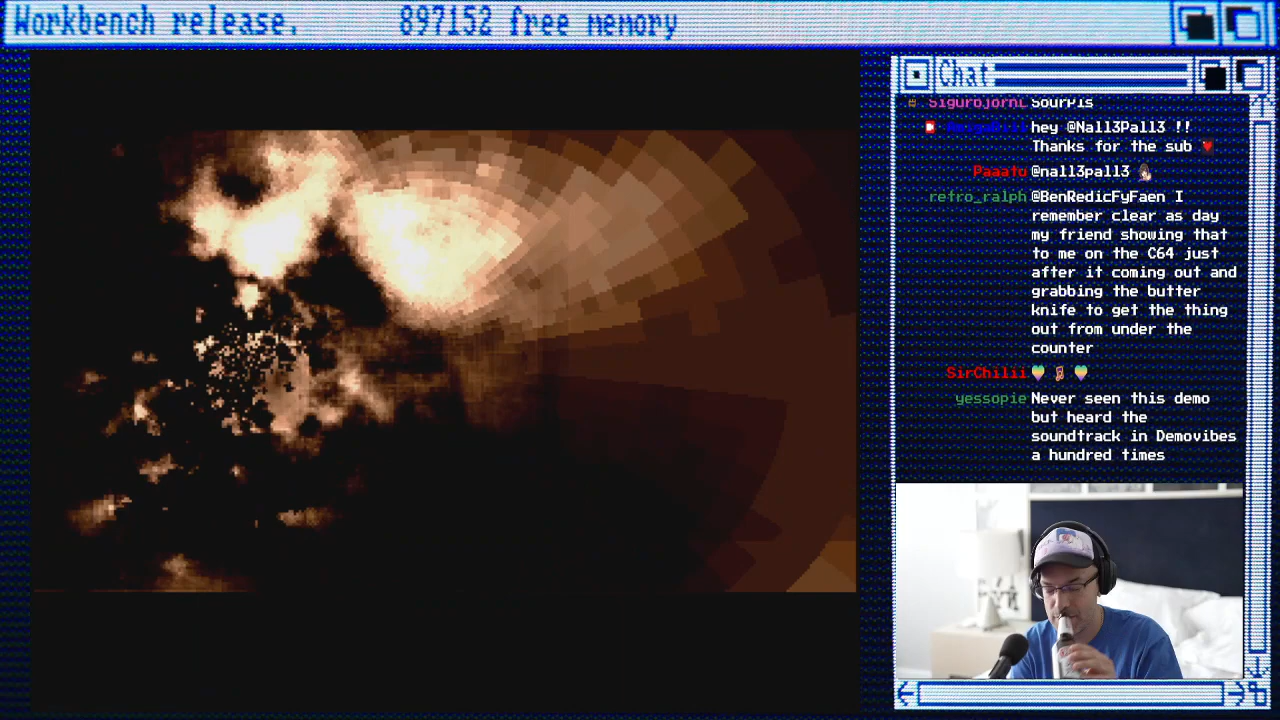 Workbench release. 897152 free memory
Chat
SigurbjornL SourPls
hey @Nall3Pall3 !!
Thanks for the sub
Paaatu @nall3pall3
retro_ralph @BenRedicFyFaen I
remember clear as day
my friend showing that
to me on the C64 just
after it coming out and
grabbing the butter
knife to get the thing
out from under the
counter
SirChilii
yessopie Never seen this demo
but heard the
soundtrack in Demovibes
a hundred times